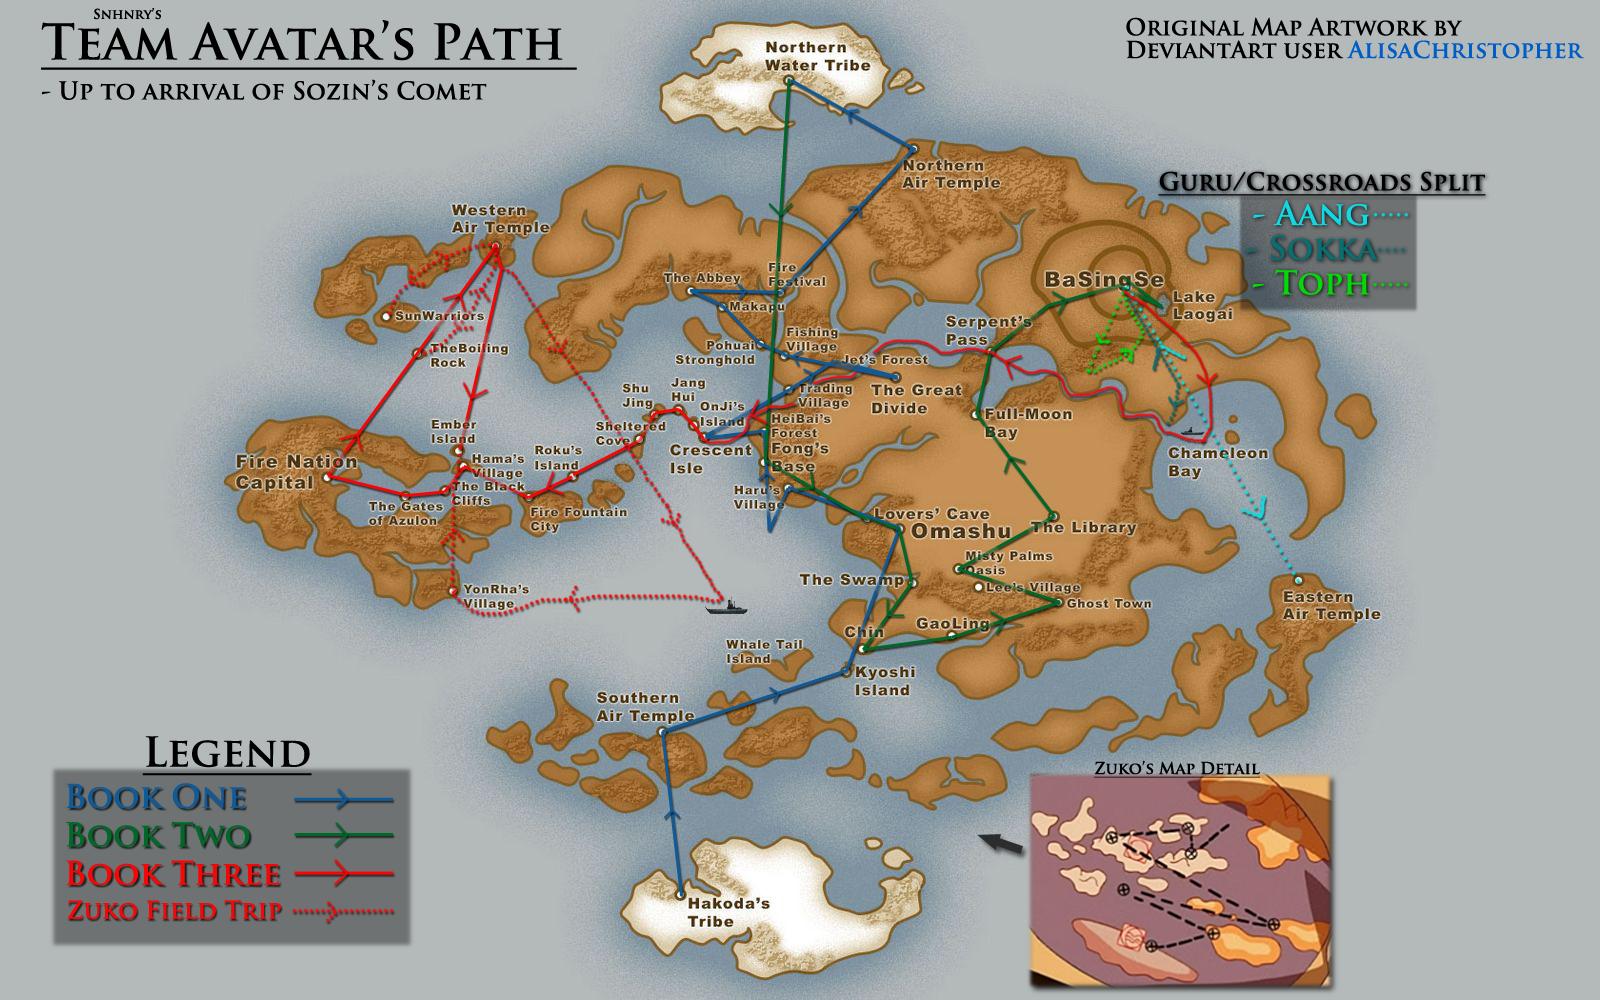 Snhnry's
Team Avatar's Path
- Up to arrival of Sozin's Comet
Original Map Artwork by
DeviantArt user AlisaChristopher
Northern
Water Tribe
Northern
Air Temple
Guru/Crossroads Split
- Aang
- Sokka
- Toph
Western
Air Temple
The Abbey
Fire
Festival
Makapu
BaSingSe
Lake
Laogai
SunWarriors
TheBoiling
Rock
Pohuai
Stronghold
Fishing
Village
Serpent's
Pass
Jet's Forest
The Great
Divide
Trading
Village
Shu
Jing
Jang
Hui
OnJi's
Island
HeiBai's
Forest
Full-Moon
Bay
Ember
Island
Sheltered
Cove
Crescent
Isle
Fong's
Base
Chameleon
Bay
Fire Nation
Capital
Hama's
Village
Roku's
Island
The Black
Cliffs
Haru's
Village
The Gates
of Azulon
Fire Fountain
City
Lovers' Cave
Omashu
The Library
Misty Palms
Oasis
The Swamp
Lee's Village
Ghost Town
YonRha's
Village
Eastern
Air Temple
Chin
GaoLing
Whale Tail
Island
Kyoshi
Island
Southern
Air Temple
Legend
Book One
Book Two
Book Three
Zuko Field Trip
Zuko's Map Detail
Hakoda's
Tribe